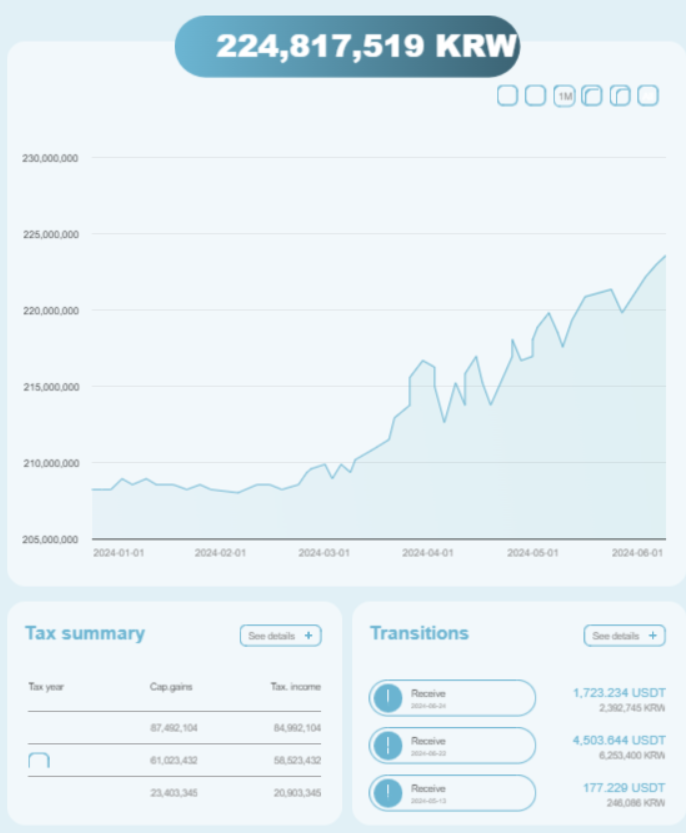 224,817,519 KRW
1M
230,000,000
225,000,000
220,000,000
215,000,000
210,000,000
205,000,000
2024-01-01 2024-02-01 2024-03-01 2024-04-01 2024-05-01 2024-06-01
Tax summary
See details +
Tax year Cap.gains Tax. income
87,492,104 84,992,104
61,023,432 58,523,432
23,403,345 20,903,345
Transitions
See details +
Receive
1,723.234 USDT
2,392,745 KRW
Receive
4,503.644 USDT
6,253,400 KRW
Receive
177.229 USDT
2024-05-13
246,086 KRW